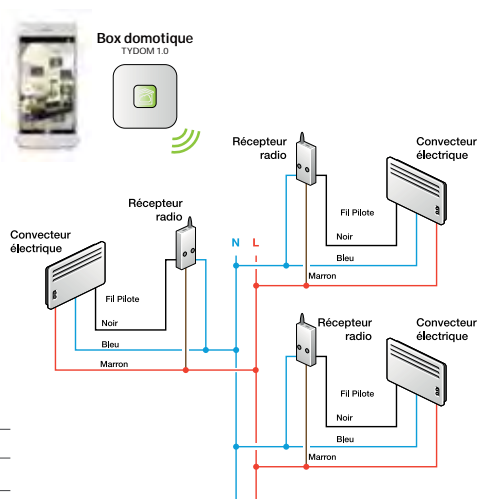 Box domotique
TYDOM 1.0
Récepteur
radio
Convecteur
électrique
Fil Pilote
Noir
Bleu
Marron
Récepteur
radio
Convecteur
électrique
Fil Pilote
Noir
Bleu
Marron
N L
Récepteur
radio
Convecteur
électrique
Fil Pilote
Noir
Bleu
Marron